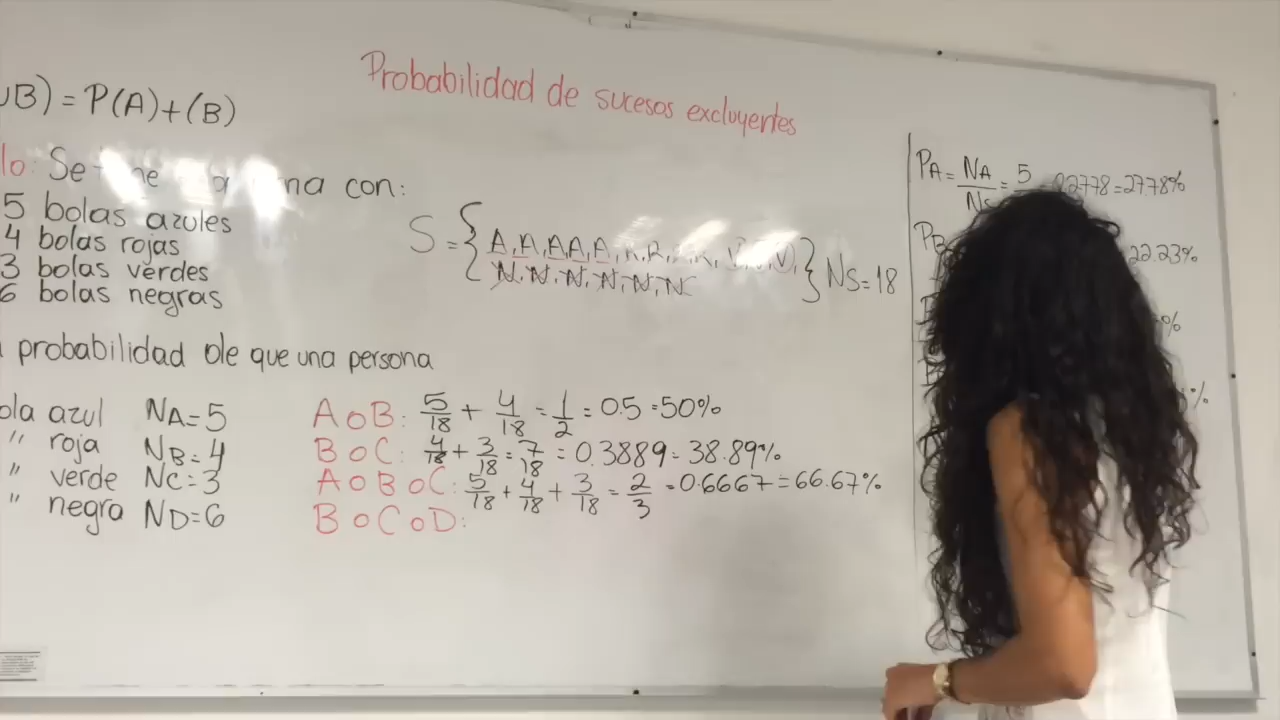 Probabilidad de sucesos excluyentes
∪B) = P(A)+(B)
lo: Se con:
5 bolas azules
4 bolas rojas
3 bolas verdes
6 bolas negras
S = { A, A, A, A, A,
N, N, N, N, N, N } NS=18
probabilidad de que una persona
ola azul NA=5
" roja NB=4
" verde NC=3
" negra ND=6
A o B: 5/18 + 4/18 = 1/2 = 0.5 = 50%
B o C: 4/18 + 3/18 = 7/18 = 0.3889 = 38.89%
A o B o C: 5/18 + 4/18 + 3/18 = 2/3 = 0.6667 = 66.67%
B o C o D:
PA = NA/NS = 5 = 0.2778 = 27.78%
PB 22.23%
%
%